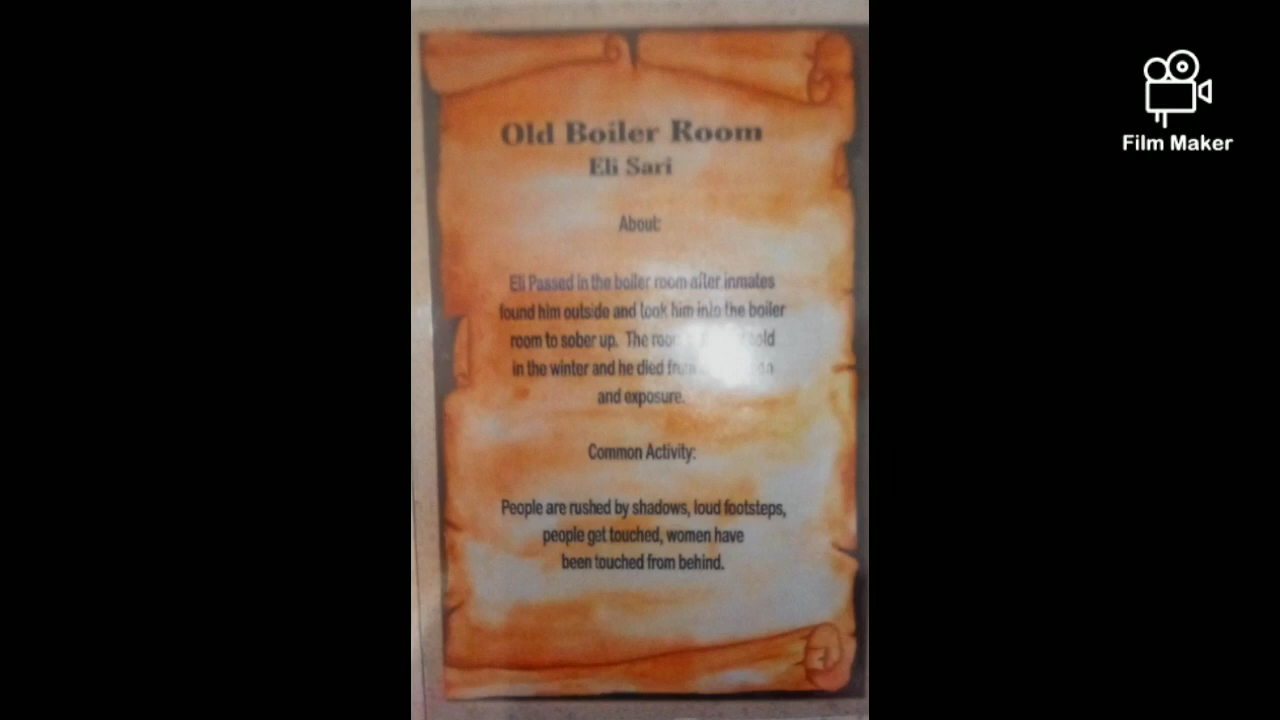 Old Boiler Room
Eli Sari
About:
Eli Passed in the boiler room after inmates
found him outside and took him into the boiler
room to sober up. The room
in the winter and he died from
and exposure.
Common Activity:
People are rushed by shadows, loud footsteps,
people get touched, women have
been touched from behind.
Film Maker